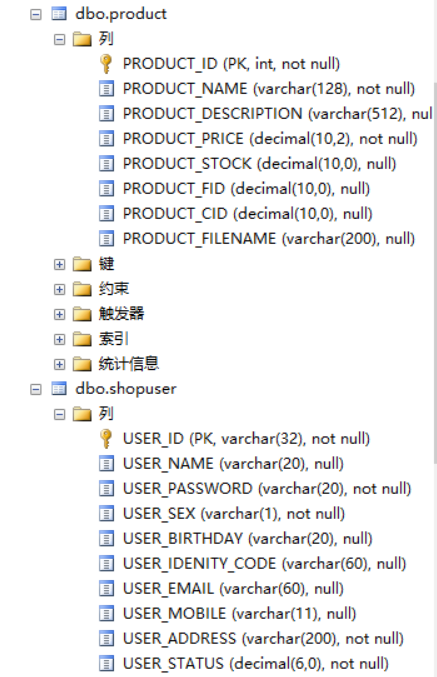 dbo.product
列
PRODUCT_ID (PK, int, not null)
PRODUCT_NAME (varchar(128), not null)
PRODUCT_DESCRIPTION (varchar(512), nul
PRODUCT_PRICE (decimal(10,2), not null)
PRODUCT_STOCK (decimal(10,0), null)
PRODUCT_FID (decimal(10,0), null)
PRODUCT_CID (decimal(10,0), null)
PRODUCT_FILENAME (varchar(200), null)
键
约束
触发器
索引
统计信息
dbo.shopuser
列
USER_ID (PK, varchar(32), not null)
USER_NAME (varchar(20), null)
USER_PASSWORD (varchar(20), not null)
USER_SEX (varchar(1), not null)
USER_BIRTHDAY (varchar(20), null)
USER_IDENITY_CODE (varchar(60), null)
USER_EMAIL (varchar(60), null)
USER_MOBILE (varchar(11), null)
USER_ADDRESS (varchar(200), not null)
USER_STATUS (decimal(6,0), not null)